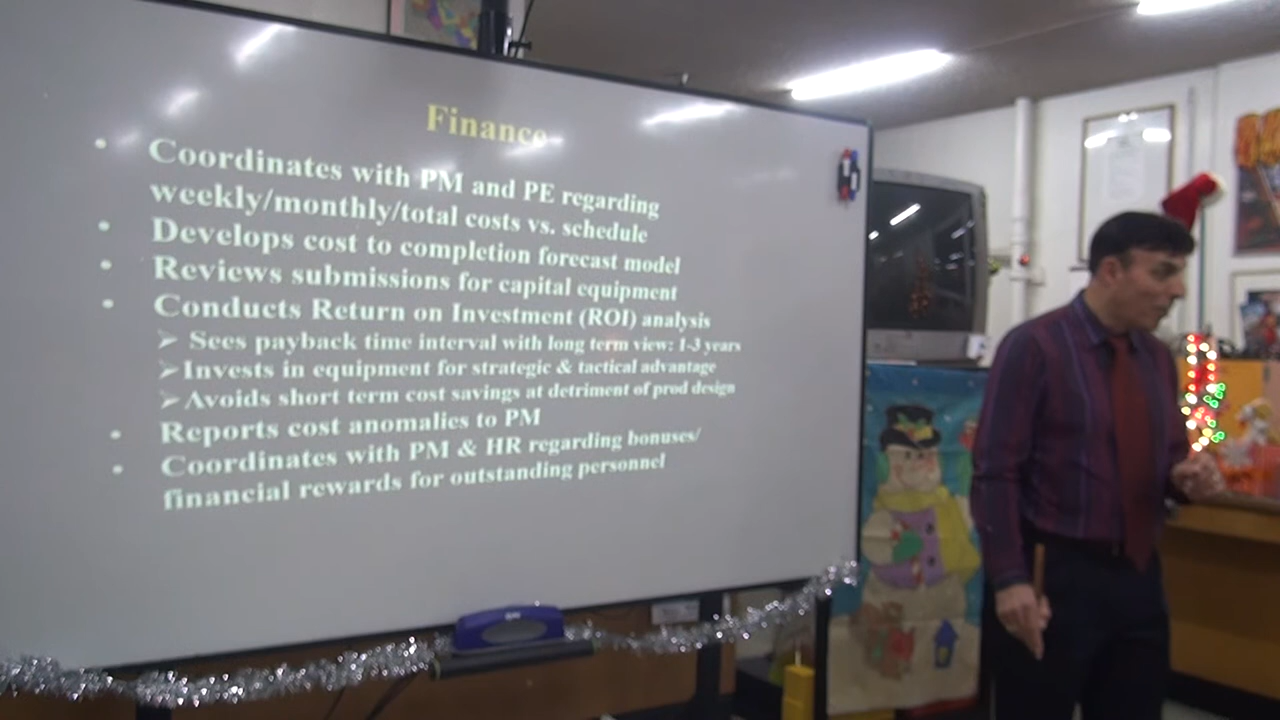 Finance
• Coordinates with PM and PE regarding
weekly/monthly/total costs vs. schedule
• Develops cost to completion forecast model
• Reviews submissions for capital equipment
• Conducts Return on Investment (ROI) analysis
➢ Sees payback time interval with long term view: 1-3 years
➢Invests in equipment for strategic & tactical advantage
➢Avoids short term cost savings at detriment of prod design
• Reports cost anomalies to PM
• Coordinates with PM & HR regarding bonuses/
financial rewards for outstanding personnel